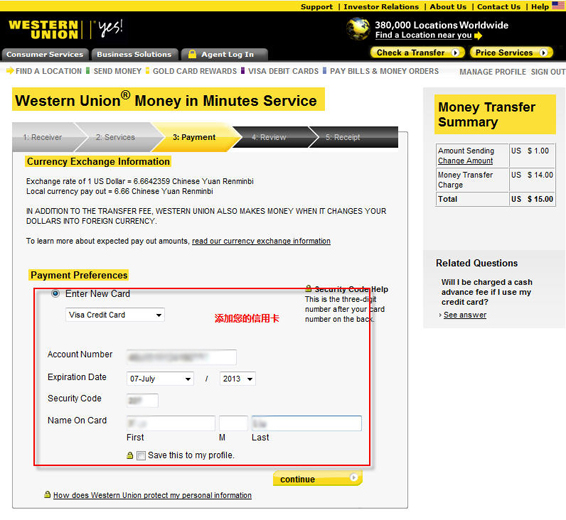 Support | Investor Relations | About Us | Contact Us | Help
WESTERN UNION | yes!
380,000 Locations Worldwide
Find a Location near you
Consumer Services Business Solutions Agent Log In
Check a Transfer Price Services
FIND A LOCATION SEND MONEY GOLD CARD REWARDS VISA DEBIT CARDS PAY BILLS & MONEY ORDERS MANAGE PROFILE SIGN OUT
Western Union® Money in Minutes Service
1: Receiver 2: Services 3: Payment 4: Review 5: Receipt
Currency Exchange Information
Exchange rate of 1 US Dollar = 6.6642359 Chinese Yuan Renminbi
Local currency pay out = 6.66 Chinese Yuan Renminbi
IN ADDITION TO THE TRANSFER FEE, WESTERN UNION ALSO MAKES MONEY WHEN IT CHANGES YOUR
DOLLARS INTO FOREIGN CURRENCY.
To learn more about expected pay out amounts, read our currency exchange information
Payment Preferences
Enter New Card
Visa Credit Card
添加您的信用卡
Security Code Help
This is the three-digit
number after your card
number on the back.
Account Number
Expiration Date 07-July / 2013
Security Code
Name On Card
First M Last
Save this to my profile.
continue
How does Western Union protect my personal information
Money Transfer
Summary
Amount Sending US $ 1.00
Change Amount
Money Transfer US $ 14.00
Charge
Total US $ 15.00
Related Questions
Will I be charged a
cash advance fee if I use my
credit card?
› See answer